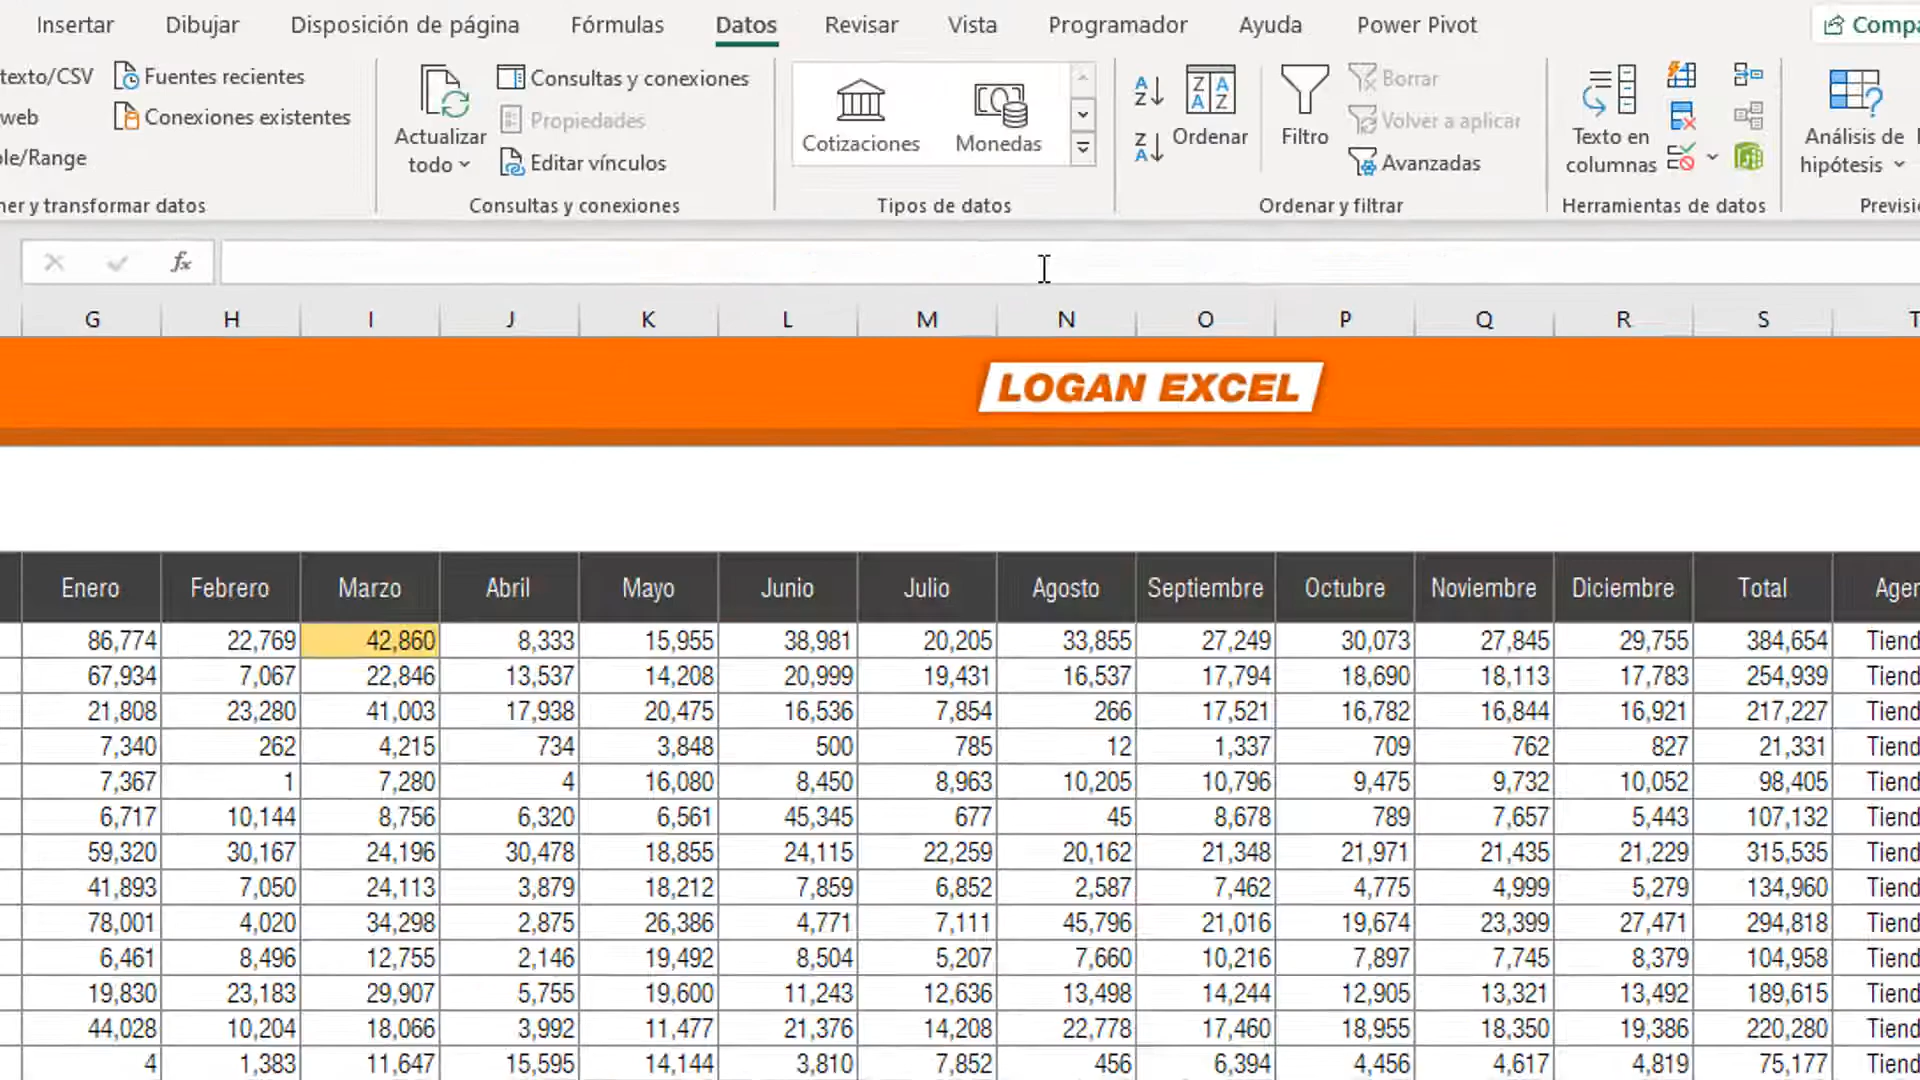 Insertar Dibujar Disposición de página Fórmulas Datos Revisar Vista Programador Ayuda Power Pivot Compa
texto/CSV Fuentes recientes
web Conexiones existentes
ble/Range
Actualizar todo
Consultas y conexiones
Propiedades
Editar vínculos
Cotizaciones Monedas
Ordenar
Filtro
Borrar
Volver a aplicar
Avanzadas
Texto en columnas
Análisis de hipótesis
ner y transformar datos Consultas y conexiones Tipos de datos Ordenar y filtrar Herramientas de datos Previsi
fx
G H I J K L M N O P Q R S T
LOGAN EXCEL
Enero Febrero Marzo Abril Mayo Junio Julio Agosto Septiembre Octubre Noviembre Diciembre Total Agen
86,774 22,769 42,860 8,333 15,955 38,981 20,205 33,855 27,249 30,073 27,845 29,755 384,654 Tiend
67,934 7,067 22,846 13,537 14,208 20,999 19,431 16,537 17,794 18,690 18,113 17,783 254,939 Tiend
21,808 23,280 41,003 17,938 20,475 16,536 7,854 266 17,521 16,782 16,844 16,921 217,227 Tiend
7,340 262 4,215 734 3,848 500 785 12 1,337 709 762 827 21,331 Tiend
7,367 1 7,280 4 16,080 8,450 8,963 10,205 10,796 9,475 9,732 10,052 98,405 Tiend
6,717 10,144 8,756 6,320 6,561 45,345 677 45 8,678 789 7,657 5,443 107,132 Tiend
59,320 30,167 24,196 30,478 18,855 24,115 22,259 20,162 21,348 21,971 21,435 21,229 315,535 Tiend
41,893 7,050 24,113 3,879 18,212 7,859 6,852 2,587 7,462 4,775 4,999 5,279 134,960 Tiend
78,001 4,020 34,298 2,875 26,386 4,771 7,111 45,796 21,016 19,674 23,399 27,471 294,818 Tiend
6,461 8,496 12,755 2,146 19,492 8,504 5,207 7,660 10,216 7,897 7,745 8,379 104,958 Tiend
19,830 23,183 29,907 5,755 19,600 11,243 12,636 13,498 14,244 12,905 13,321 13,492 189,615 Tiend
44,028 10,204 18,066 3,992 11,477 21,376 14,208 22,778 17,460 18,955 18,350 19,386 220,280 Tiend
4 1,383 11,647 15,595 14,144 3,810 7,852 456 6,394 4,456 4,617 4,819 75,177 Tiend